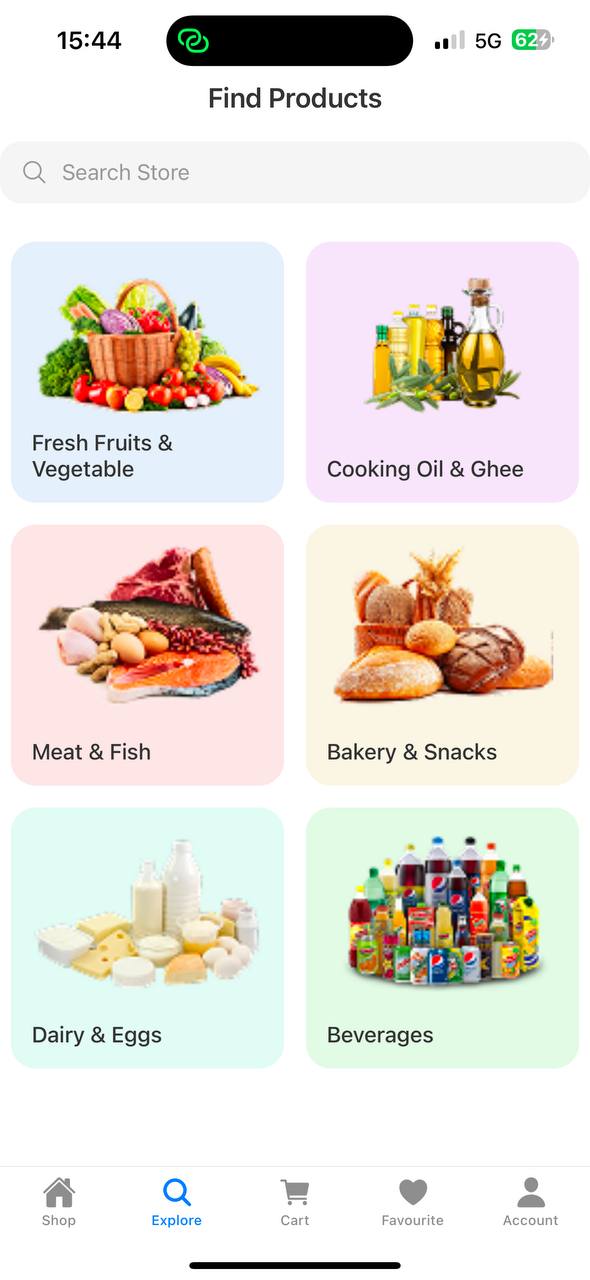 15:44
5G
62
Find Products
Search Store
Fresh Fruits &
Vegetable
Cooking Oil & Ghee
Meat & Fish
Bakery & Snacks
Dairy & Eggs
Beverages
Shop
Explore
Cart
Favourite
Account